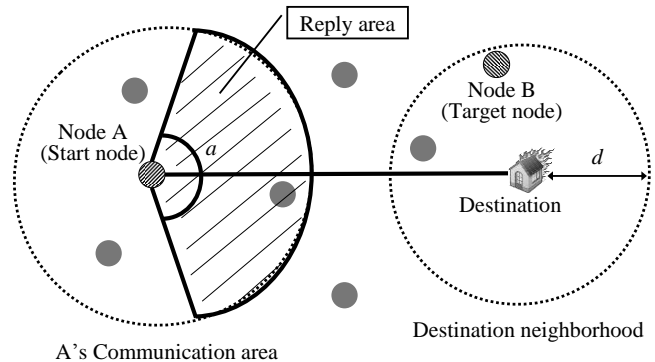 Reply area
Node B
(Target node)
Node A
(Start node)
a
d
Destination
Destination neighborhood
A's Communication area